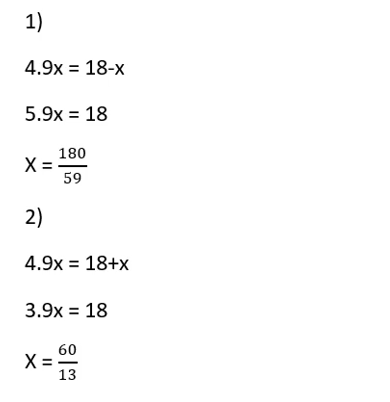 1)
4.9x = 18-x
5.9x = 18
X = 180/59
2)
4.9x = 18+x
3.9x = 18
X = 60/13